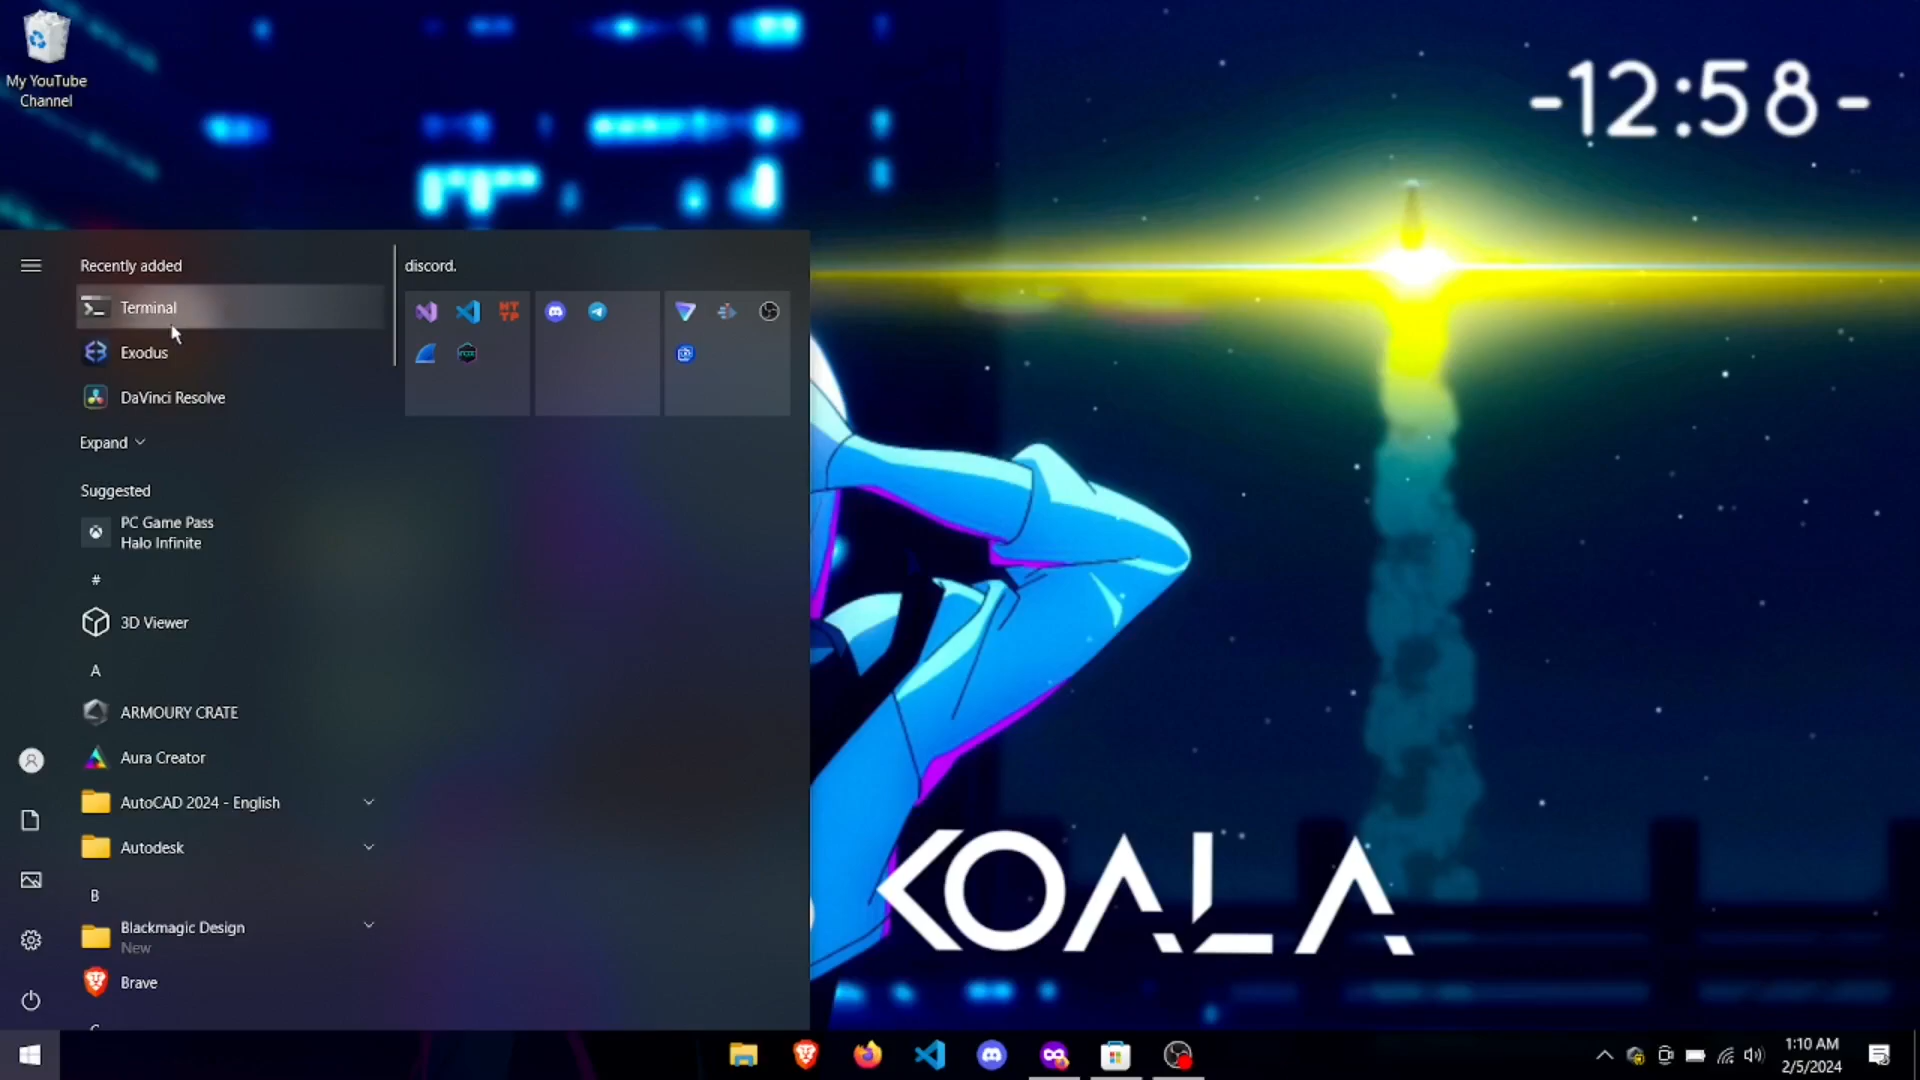 My YouTube
Channel
-12:58-
Recently added
Terminal
Exodus
DaVinci Resolve
Expand
Suggested
PC Game Pass
Halo Infinite
#
3D Viewer
A
ARMOURY CRATE
Aura Creator
AutoCAD 2024 - English
Autodesk
B
Blackmagic Design
New
Brave
discord.
HT
TP
KOALA
1:10 AM
2/5/2024